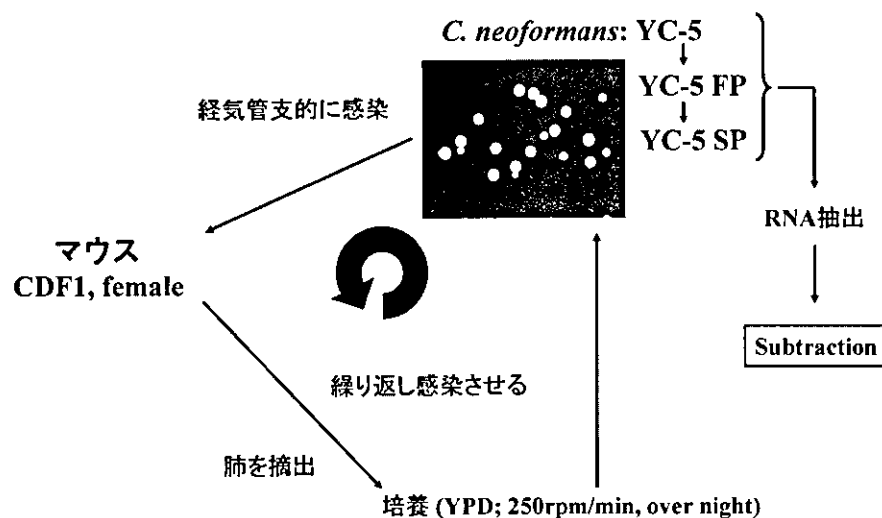 C. neoformans: YC-5
YC-5 FP
YC-5 SP
経気管支的に感染
RNA抽出
マウス
CDF1, female
Subtraction
繰り返し感染させる
肺を摘出
培養 (YPD; 250rpm/min, over night)